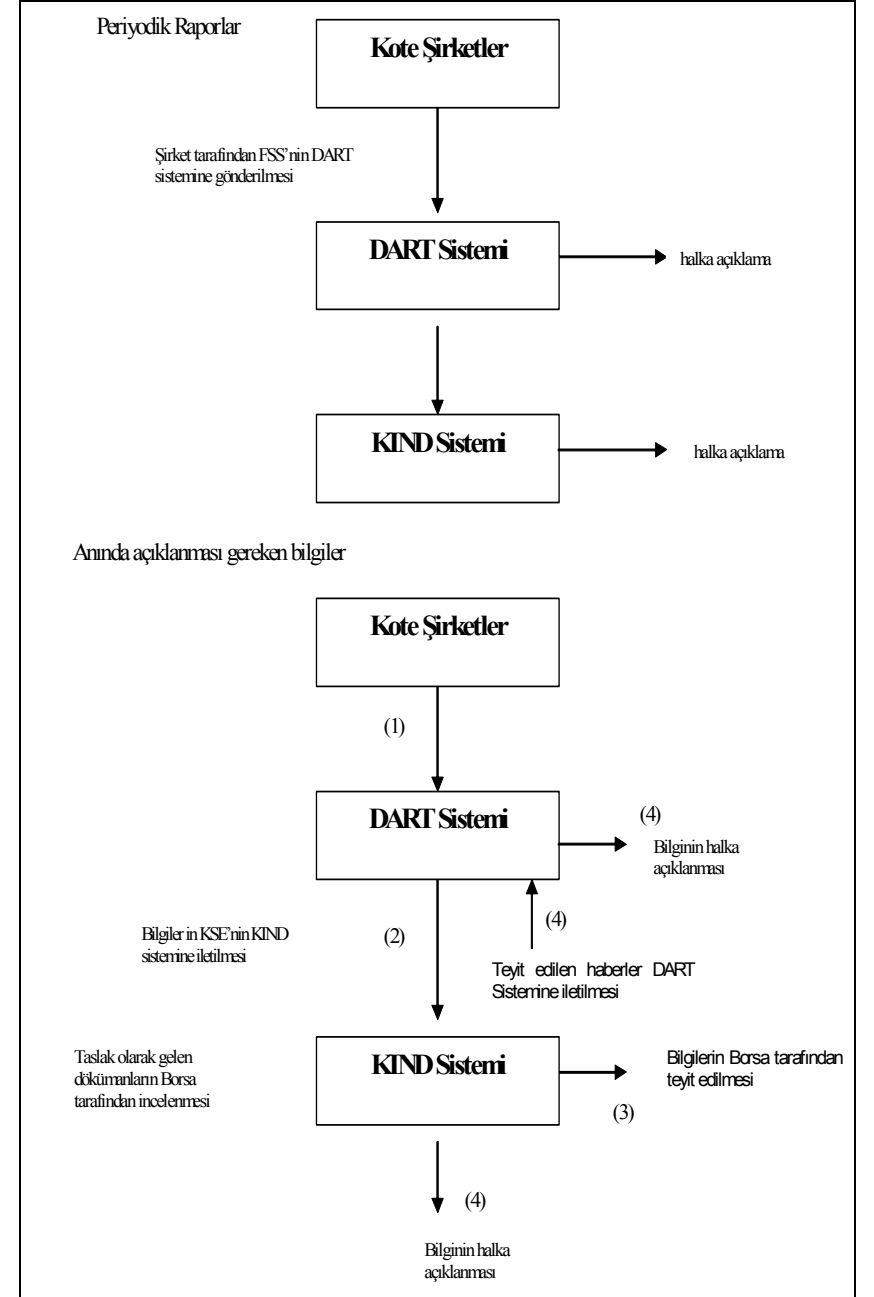 Periyodik Raporlar
Kote Şirketler
Şirket tarafından FSS'nin DART
sistemine gönderilmesi
DART Sistemi
halka açıklama
KIND Sistemi
halka açıklama
Anında açıklanması gereken bilgiler
Kote Şirketler
(1)
DART Sistemi
(4)
Bilginin halka
açıklanması
Bilgiler in KSE'nin KIND
sistemine iletilmesi
(2)
(4)
Teyit edilen haberler DART
Sistemine iletilmesi
Taslak olarak gelen
dökümanların Borsa
tarafından incelenmesi
KIND Sistemi
Bilgilerin Borsa tarafından
teyit edilmesi
(3)
(4)
Bilginin halka
açıklanması